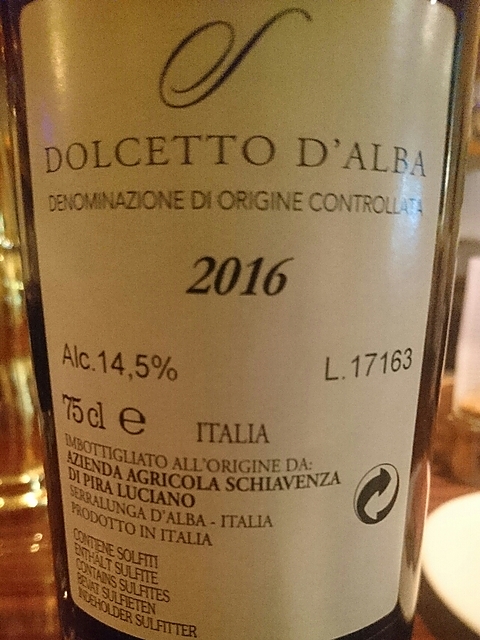 S
DOLCETTO D'ALBA
DENOMINAZIONE DI ORIGINE CONTROLLATA
2016
Alc.14,5% L.17163
75cl e ITALIA
IMBOTTIGLIATO ALL'ORIGINE DA:
AZIENDA AGRICOLA SCHIAVENZA
DI PIRA LUCIANO
SERRALUNGA D'ALBA - ITALIA
PRODOTTO IN ITALIA
CONTIENE SOLFITI
ENTHÄLT SULFITE
CONTAINS SULFITES
BEVAT SULFIETEN
INDEHOLDER SULFITTER